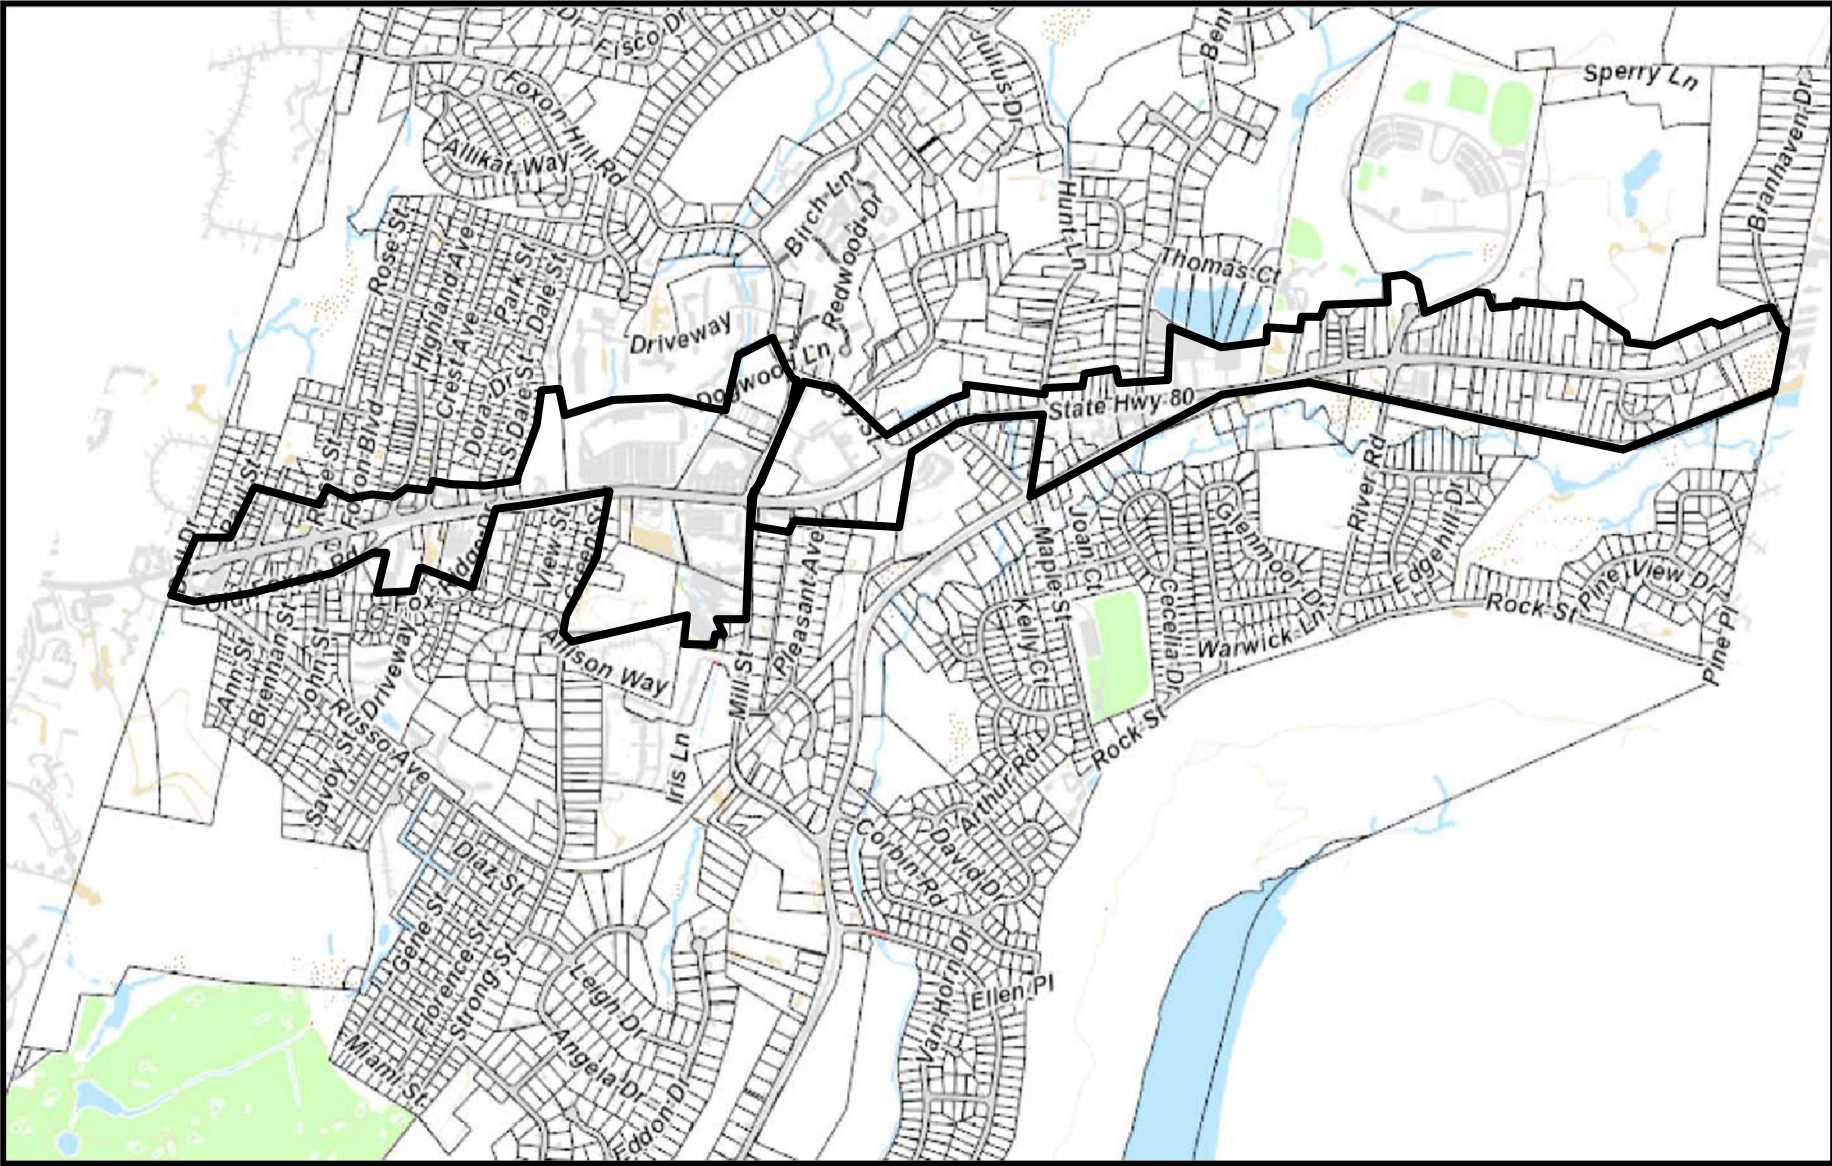 Fisco Dr
Julius Dr
Benn
Sperry Ln
Foxon Hill Rd
Branhaven Dr
Allikat Way
Birch Ln
Hunt Ln
Redwood Dr
Rose St
Highland Ave
Park St
Dale St
Thomas Ct
Driveway
Crest Ave
Dogwood Ln
Dora Dr
S Dale St
State Hwy 80
Foxon Blvd
River Rd
Edgehill Dr
Glenmoor Dr
Joan Ct
Maple St
View St
Pleasant Ave
Pine View Dr
Rock St
Pine Pl
Cecelia Dr
Warwick Ln
Kelly Ct
Allison Way
Mill St
Ann St
Brennan St
John St
Driveway
Russo Ave
Savoy St
Iris Ln
Rock St
Arthur Rd
David Dr
Corbin Rd
Diaz St
Gene St
Florence St
Strong St
Leigh Dr
Van Horn Dr
Ellen Pl
Miami St
Angela Dr
Eddon Dr